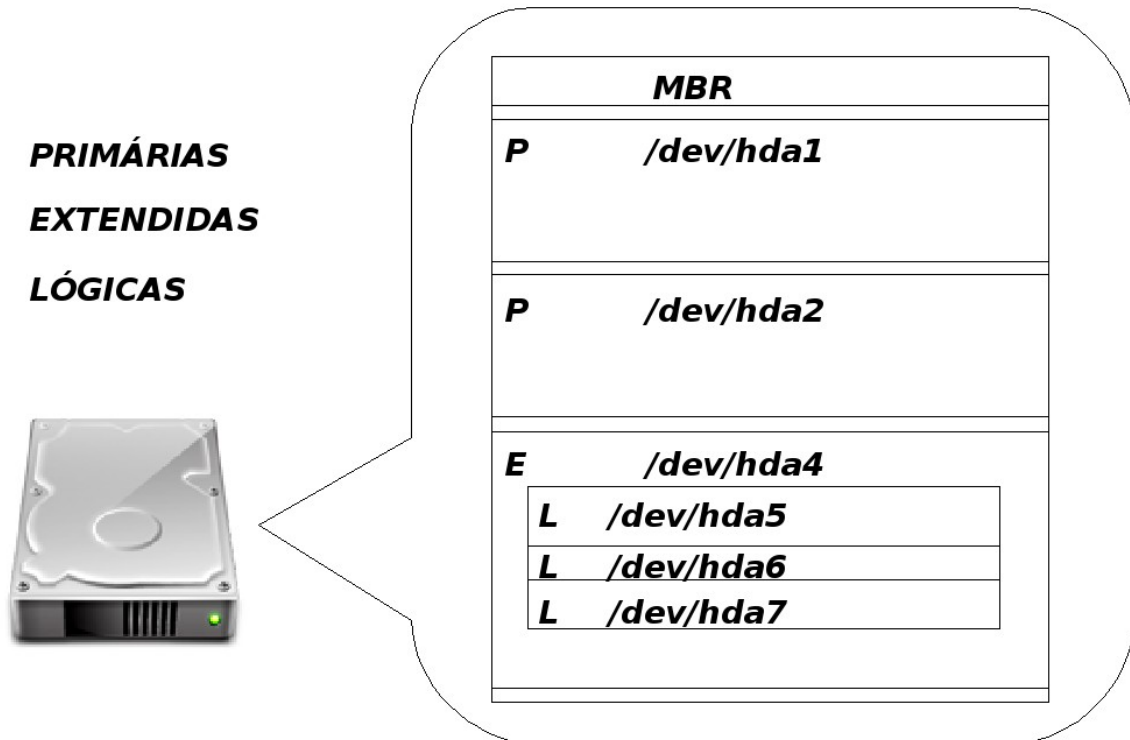 PRIMÁRIAS
EXTENDIDAS
LÓGICAS
MBR
P /dev/hda1
P /dev/hda2
E /dev/hda4
L /dev/hda5
L /dev/hda6
L /dev/hda7